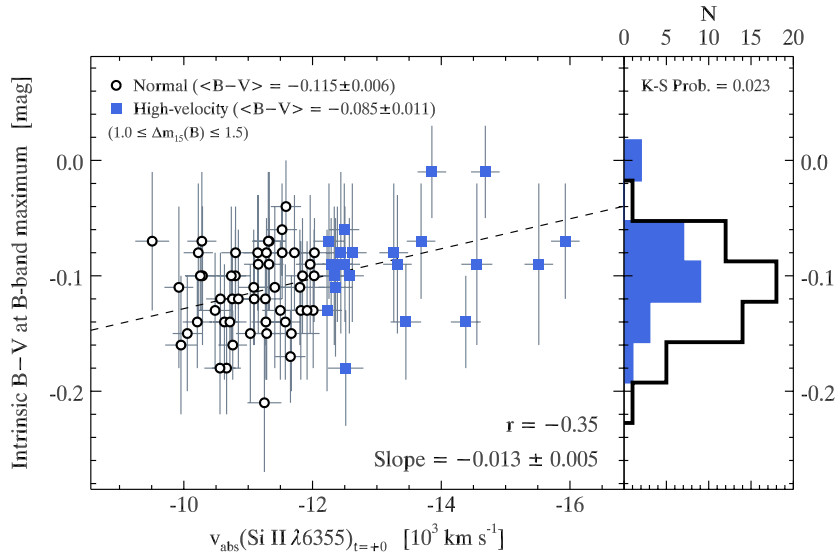 N
0 5 10 15 20
○ Normal (<B−V> = −0.115±0.006)
■ High-velocity (<B−V> = −0.085±0.011)
(1.0 ≤ Δm15(B) ≤ 1.5)
K-S Prob. = 0.023
Intrinsic B−V at B-band maximum [mag]
0.0
-0.1
-0.2
0.0
-0.1
-0.2
r = −0.35
Slope = −0.013 ± 0.005
-10 -12 -14 -16
vabs(Si II λ6355)t=+0 [10³ km s⁻¹]